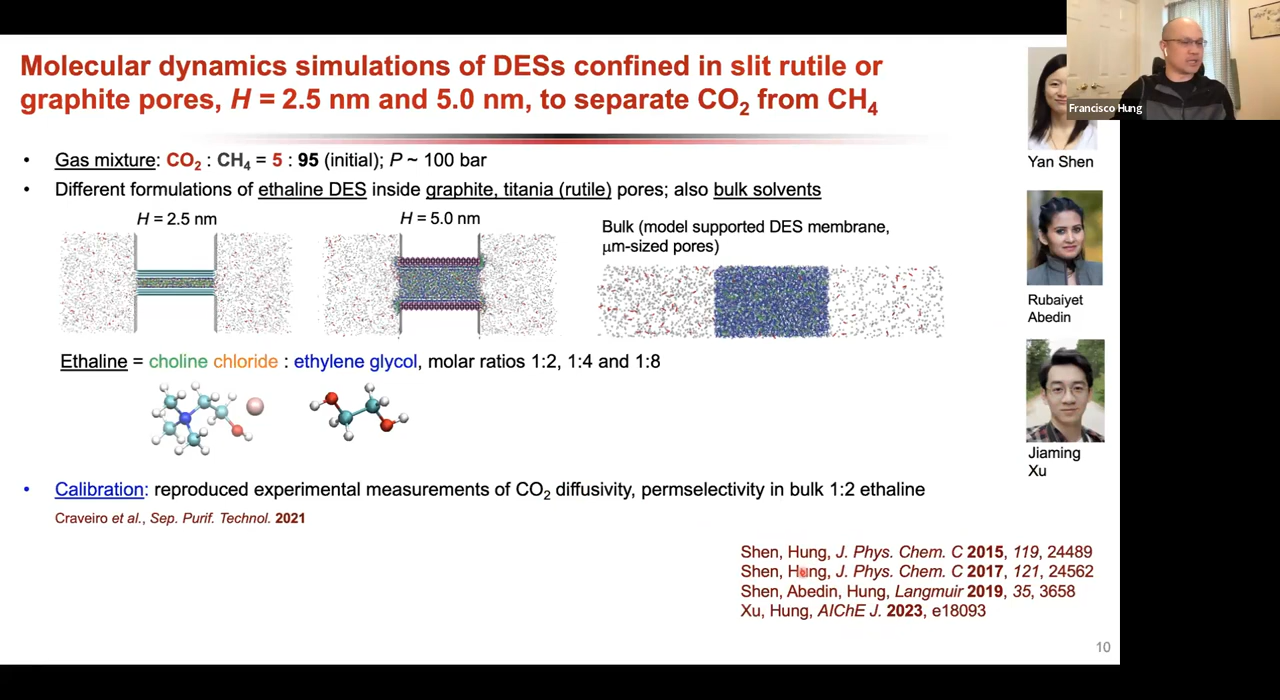 Molecular dynamics simulations of DESs confined in slit rutile or
graphite pores, H = 2.5 nm and 5.0 nm, to separate CO₂ from CH₄
Francisco Hung
Yan Shen
• Gas mixture: CO₂ : CH₄ = 5 : 95 (initial); P ~ 100 bar
• Different formulations of ethaline DES inside graphite, titania (rutile) pores; also bulk solvents
H = 2.5 nm
H = 5.0 nm
Bulk (model supported DES membrane,
μm-sized pores)
Rubaiyet
Abedin
Ethaline = choline chloride : ethylene glycol, molar ratios 1:2, 1:4 and 1:8
Jiaming
Xu
• Calibration: reproduced experimental measurements of CO₂ diffusivity, permselectivity in bulk 1:2 ethaline
Craveiro et al., Sep. Purif. Technol. 2021
Shen, Hung, J. Phys. Chem. C 2015, 119, 24489
Shen, Hung, J. Phys. Chem. C 2017, 121, 24562
Shen, Abedin, Hung, Langmuir 2019, 35, 3658
Xu, Hung, AIChE J. 2023, e18093
10